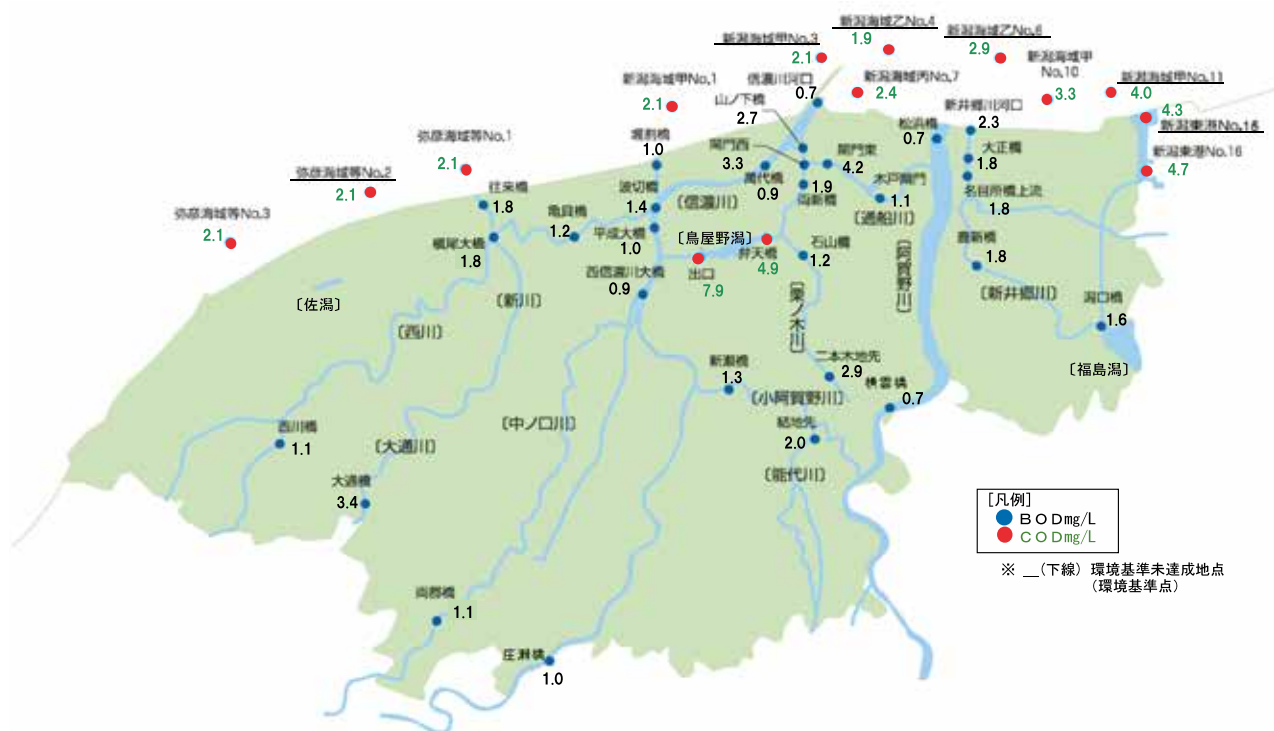 新潟海域乙No.4
1.9
新潟海域乙No.6
2.9
新潟海域甲No.3
2.1
新潟海域甲
No.10
3.3
新潟海域甲No.1
2.1
信濃川河口
0.7
新潟海域丙No.7
2.4
新潟海域甲No.11
4.0
4.3
新潟東港No.15
新潟東港No.16
4.7
山ノ下橋
2.7
新井郷川河口
2.3
松浜橋
0.7
弥彦海域等No.1
2.1
堀割橋
1.0
閘門西
3.3
閘門東
4.2
大正橋
1.8
弥彦海域等No.2
2.1
往来橋
1.8
波切橋
1.4
〔信濃川〕
萬代橋
0.9
両新橋
1.9
木戸閘門
1.1
名目所橋上流
1.8
弥彦海域等No.3
2.1
亀貝橋
1.2
平成大橋
1.0
〔鳥屋野潟〕
〔通船川〕
槇尾大橋
1.8
弁天橋
4.9
石山橋
1.2
〔阿賀野川〕
鹿新橋
1.8
西信濃川大橋
0.9
出口
7.9
〔佐潟〕
〔新川〕
〔西川〕
〔栗ノ木川〕
〔新井郷川〕
潟口橋
1.6
新瀬橋
1.3
二本木地先
2.9
〔福島潟〕
横雲橋
0.7
〔小阿賀野川〕
西川橋
1.1
〔中ノ口川〕
結地先
2.0
〔大通川〕
〔能代川〕
大通橋
3.4
［凡例］
ＢＯＤmg/L
ＣＯＤmg/L
※ ＿(下線) 環境基準未達成地点
（環境基準点）
両郡橋
1.1
庄瀬橋
1.0